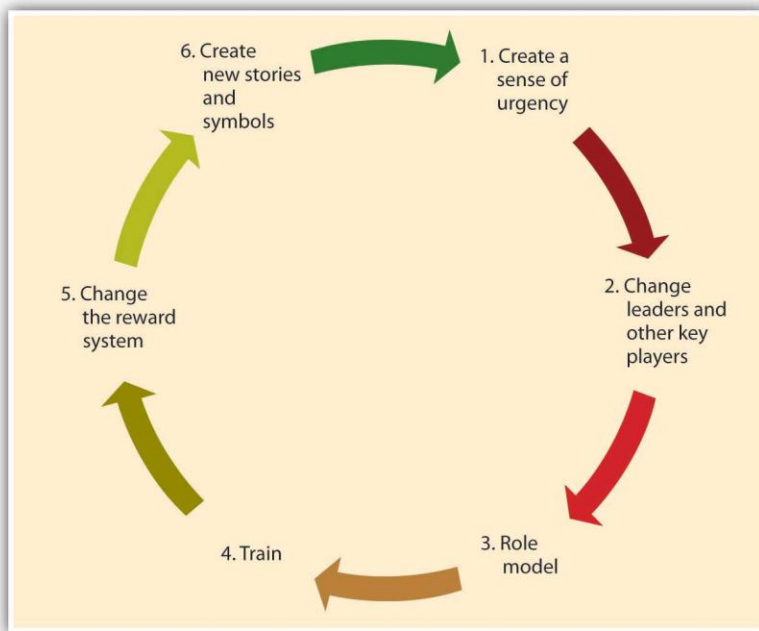 1. Create a
sense of
urgency
2. Change
leaders and
other key
players
3. Role
model
4. Train
5. Change
the reward
system
6. Create
new stories
and
symbols